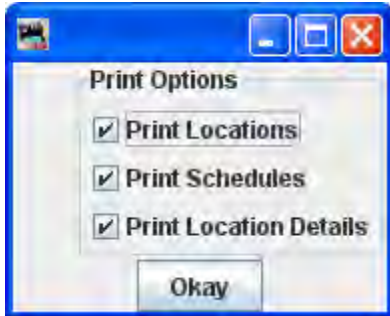 Print Options
Print Locations
Print Schedules
Print Location Details
Okay